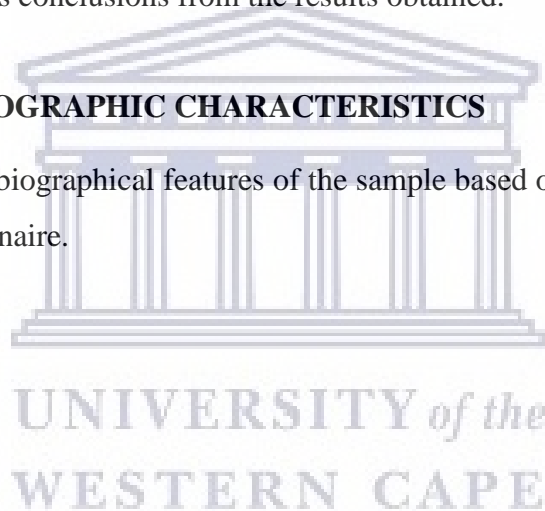 s conclusions from the results obtained.
OGRAPHIC CHARACTERISTICS
biographical features of the sample based o
naire.
UNIVERSITY of the
WESTERN CAPE